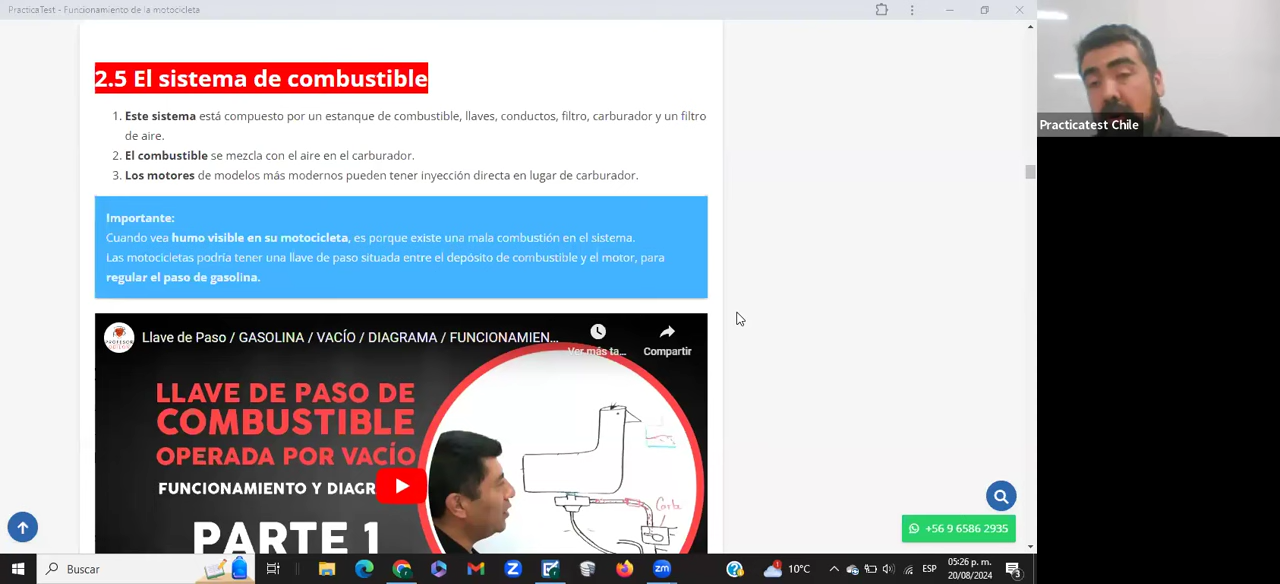 PracticaTest - Funcionamiento de la motocicleta
2.5 El sistema de combustible
1. Este sistema está compuesto por un estanque de combustible, llaves, conductos, filtro, carburador y un filtro
de aire.
2. El combustible se mezcla con el aire en el carburador.
3. Los motores de modelos más modernos pueden tener inyección directa en lugar de carburador.
Importante:
Cuando vea humo visible en su motocicleta, es porque existe una mala combustión en el sistema.
Las motocicletas podría tener una llave de paso situada entre el depósito de combustible y el motor, para
regular el paso de gasolina.
Llave de Paso / GASOLINA / VACÍO / DIAGRAMA / FUNCIONAMIEN...
Ver más ta...
Compartir
LLAVE DE PASO DE
COMBUSTIBLE
OPERADA POR VACÍO
FUNCIONAMIENTO Y DIAGR
PARTE 1
Practicatest Chile
+56 9 6586 2935
Buscar
zm
10°C
ESP
05:26 p. m.
20/08/2024
3